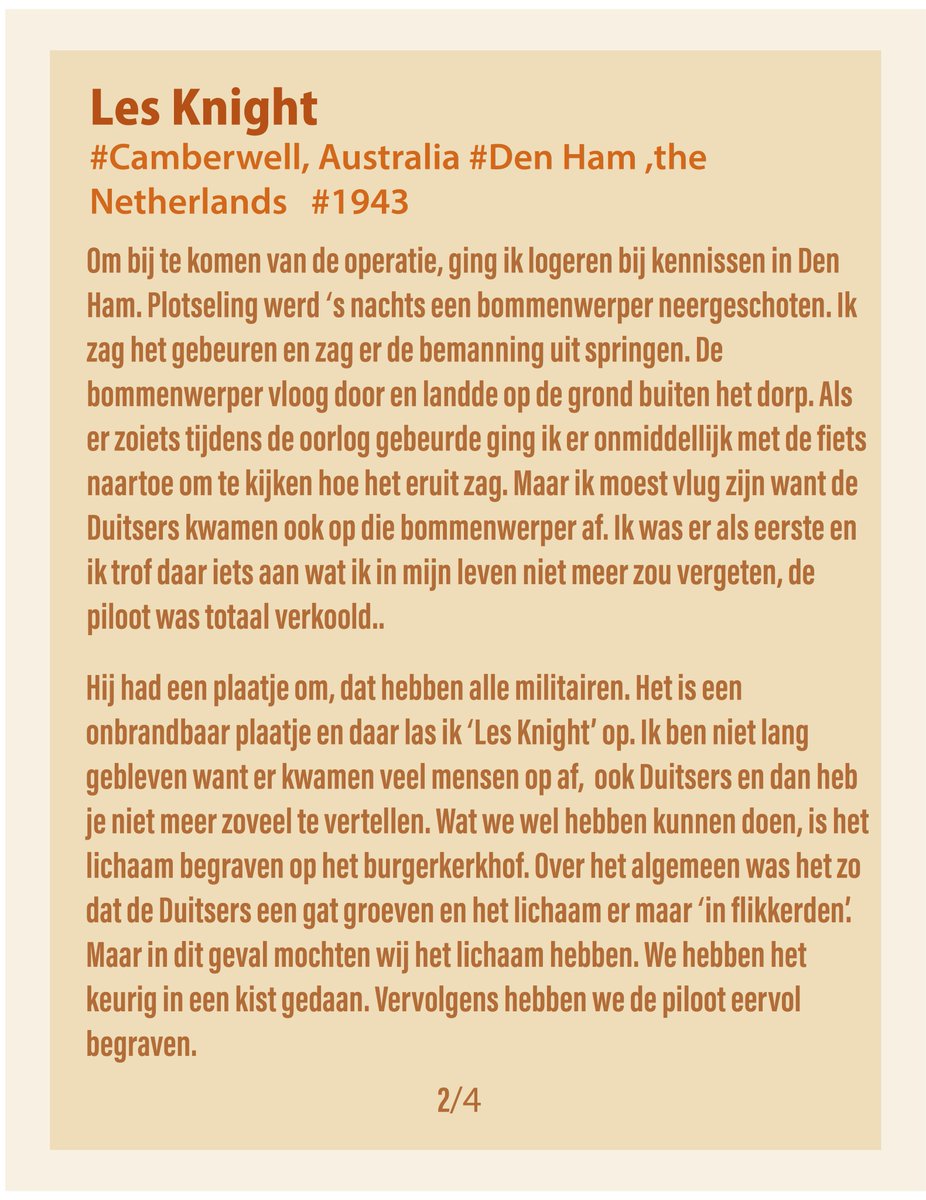 Les Knight
#Camberwell, Australia #Den Ham ,the
Netherlands #1943
Om bij te komen van de operatie, ging ik logeren bij kennissen in Den
Ham. Plotseling werd ‘s nachts een bommenwerper neergeschoten. Ik
zag het gebeuren en zag er de bemanning uit springen. De
bommenwerper vloog door en landde op de grond buiten het dorp. Als
er zoiets tijdens de oorlog gebeurde ging ik er onmiddellijk met de fiets
naartoe om te kijken hoe het eruit zag. Maar ik moest vlug zijn want de
Duitsers kwamen ook op die bommenwerper af. Ik was er als eerste en
ik trof daar iets aan wat ik in mijn leven niet meer zou vergeten, de
piloot was totaal verkoold..
Hij had een plaatje om, dat hebben alle militairen. Het is een
onbrandbaar plaatje en daar las ik ‘Les Knight’ op. Ik ben niet lang
gebleven want er kwamen veel mensen op af, ook Duitsers en dan heb
je niet meer zoveel te vertellen. Wat we wel hebben kunnen doen, is het
lichaam begraven op het burgerkerkhof. Over het algemeen was het zo
dat de Duitsers een gat groeven en het lichaam er maar ‘in flikkerden’.
Maar in dit geval mochten wij het lichaam hebben. We hebben het
keurig in een kist gedaan. Vervolgens hebben we de piloot eervol
begraven.
2/4